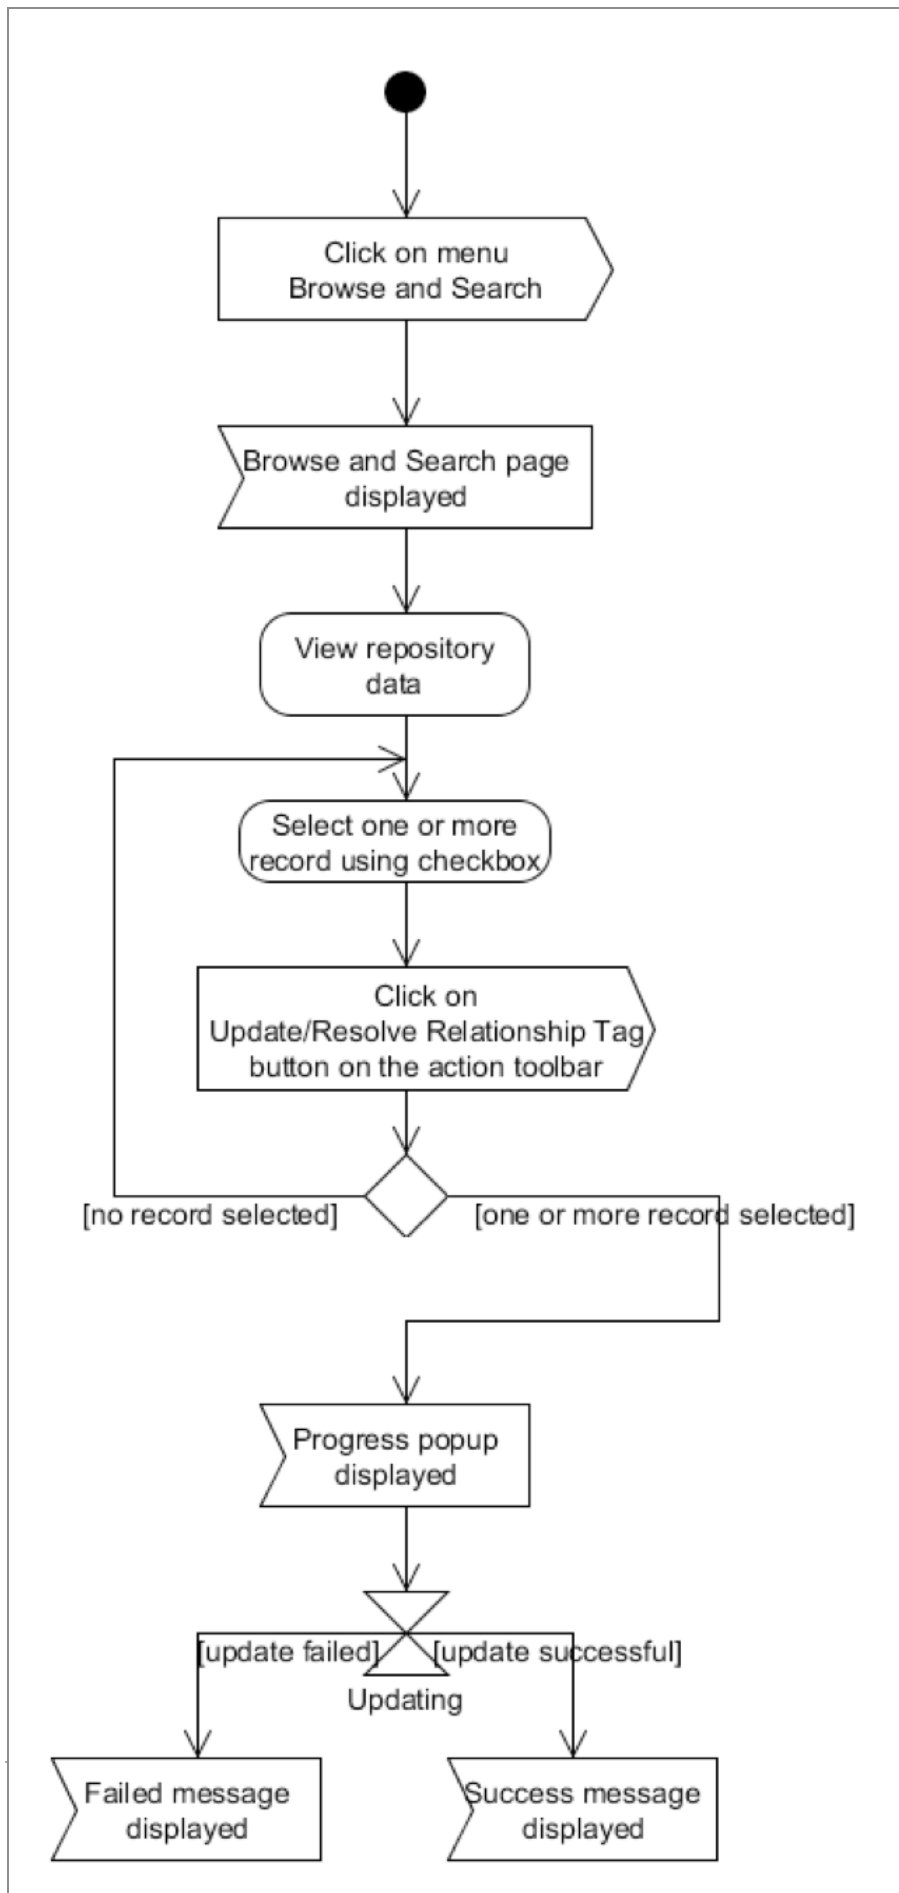 Click on menu
Browse and Search
Browse and Search page
displayed
View repository
data
Select one or more
record using checkbox
Click on
Update/Resolve Relationship Tag
button on the action toolbar
[no record selected]
[one or more record selected]
Progress popup
displayed
[update failed]
[update successful]
Updating
Failed message
displayed
Success message
displayed